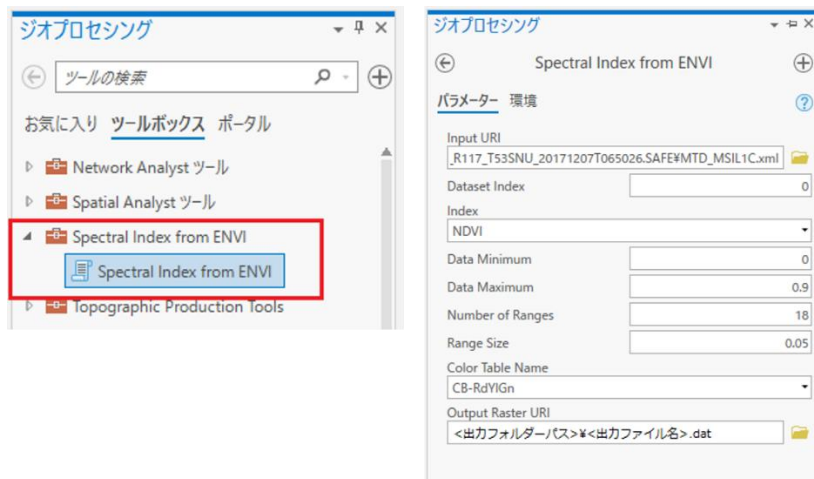 ジオプロセシング
ツールの検索
お気に入り ツールボックス ポータル
Network Analyst ツール
Spatial Analyst ツール
Spectral Index from ENVI
Spectral Index from ENVI
Topographic Production Tools
ジオプロセシング
Spectral Index from ENVI
パラメーター 環境
Input URI
_R117_T53SNU_20171207T065026.SAFE¥MTD_MSIL1C.xml
Dataset Index 0
Index
NDVI
Data Minimum 0
Data Maximum 0.9
Number of Ranges 18
Range Size 0.05
Color Table Name
CB-RdYlGn
Output Raster URI
<出力フォルダーパス>¥<出力ファイル名>.dat